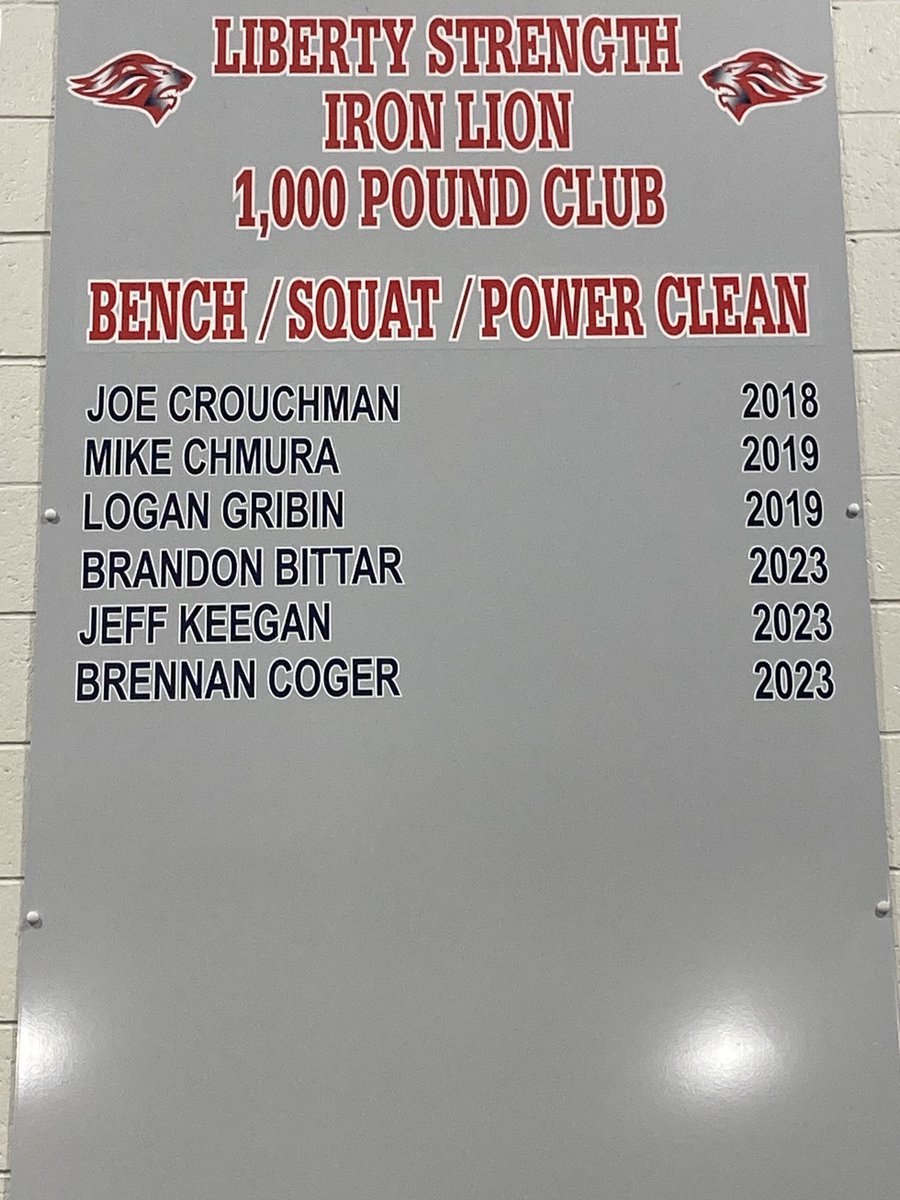 LIBERTY STRENGTH
IRON LION
1,000 POUND CLUB
BENCH / SQUAT / POWER CLEAN
JOE CROUCHMAN 2018
MIKE CHMURA 2019
LOGAN GRIBIN 2019
BRANDON BITTAR 2023
JEFF KEEGAN 2023
BRENNAN COGER 2023